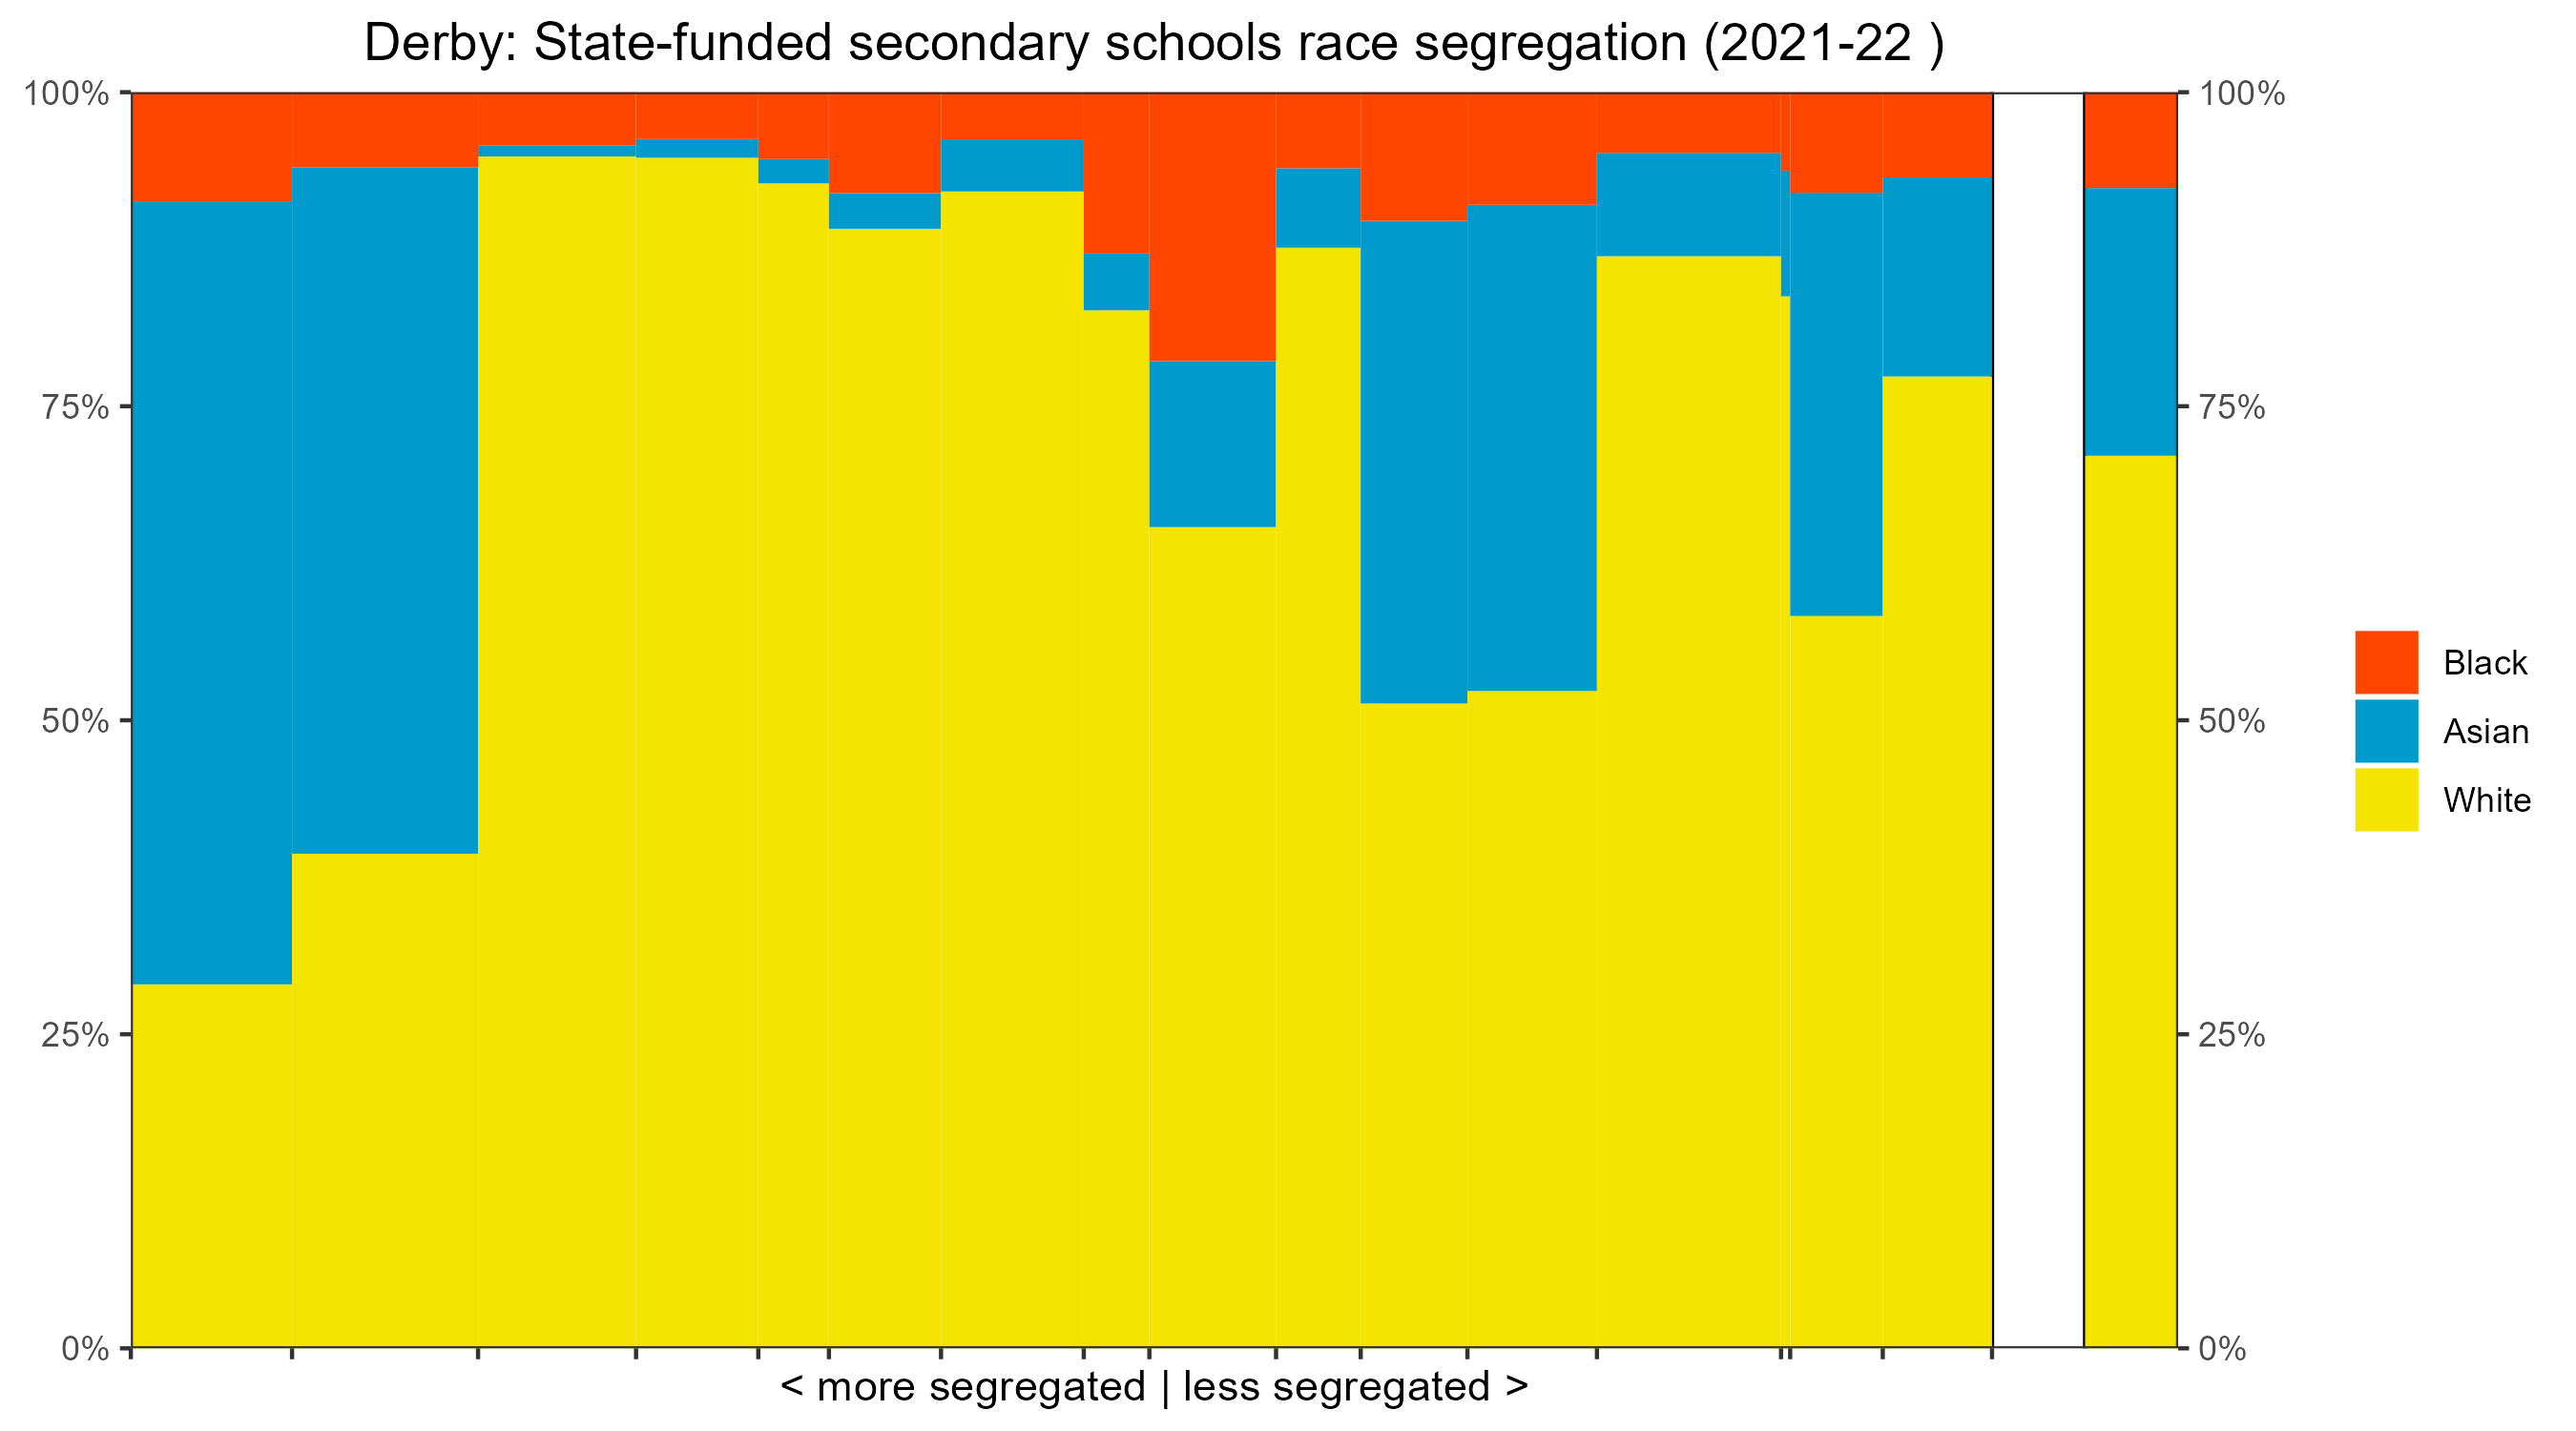 Derby: State-funded secondary schools race segregation (2021-22 )
100%
75%
50%
25%
0%
100%
75%
50%
25%
0%
Black
Asian
White
< more segregated | less segregated >